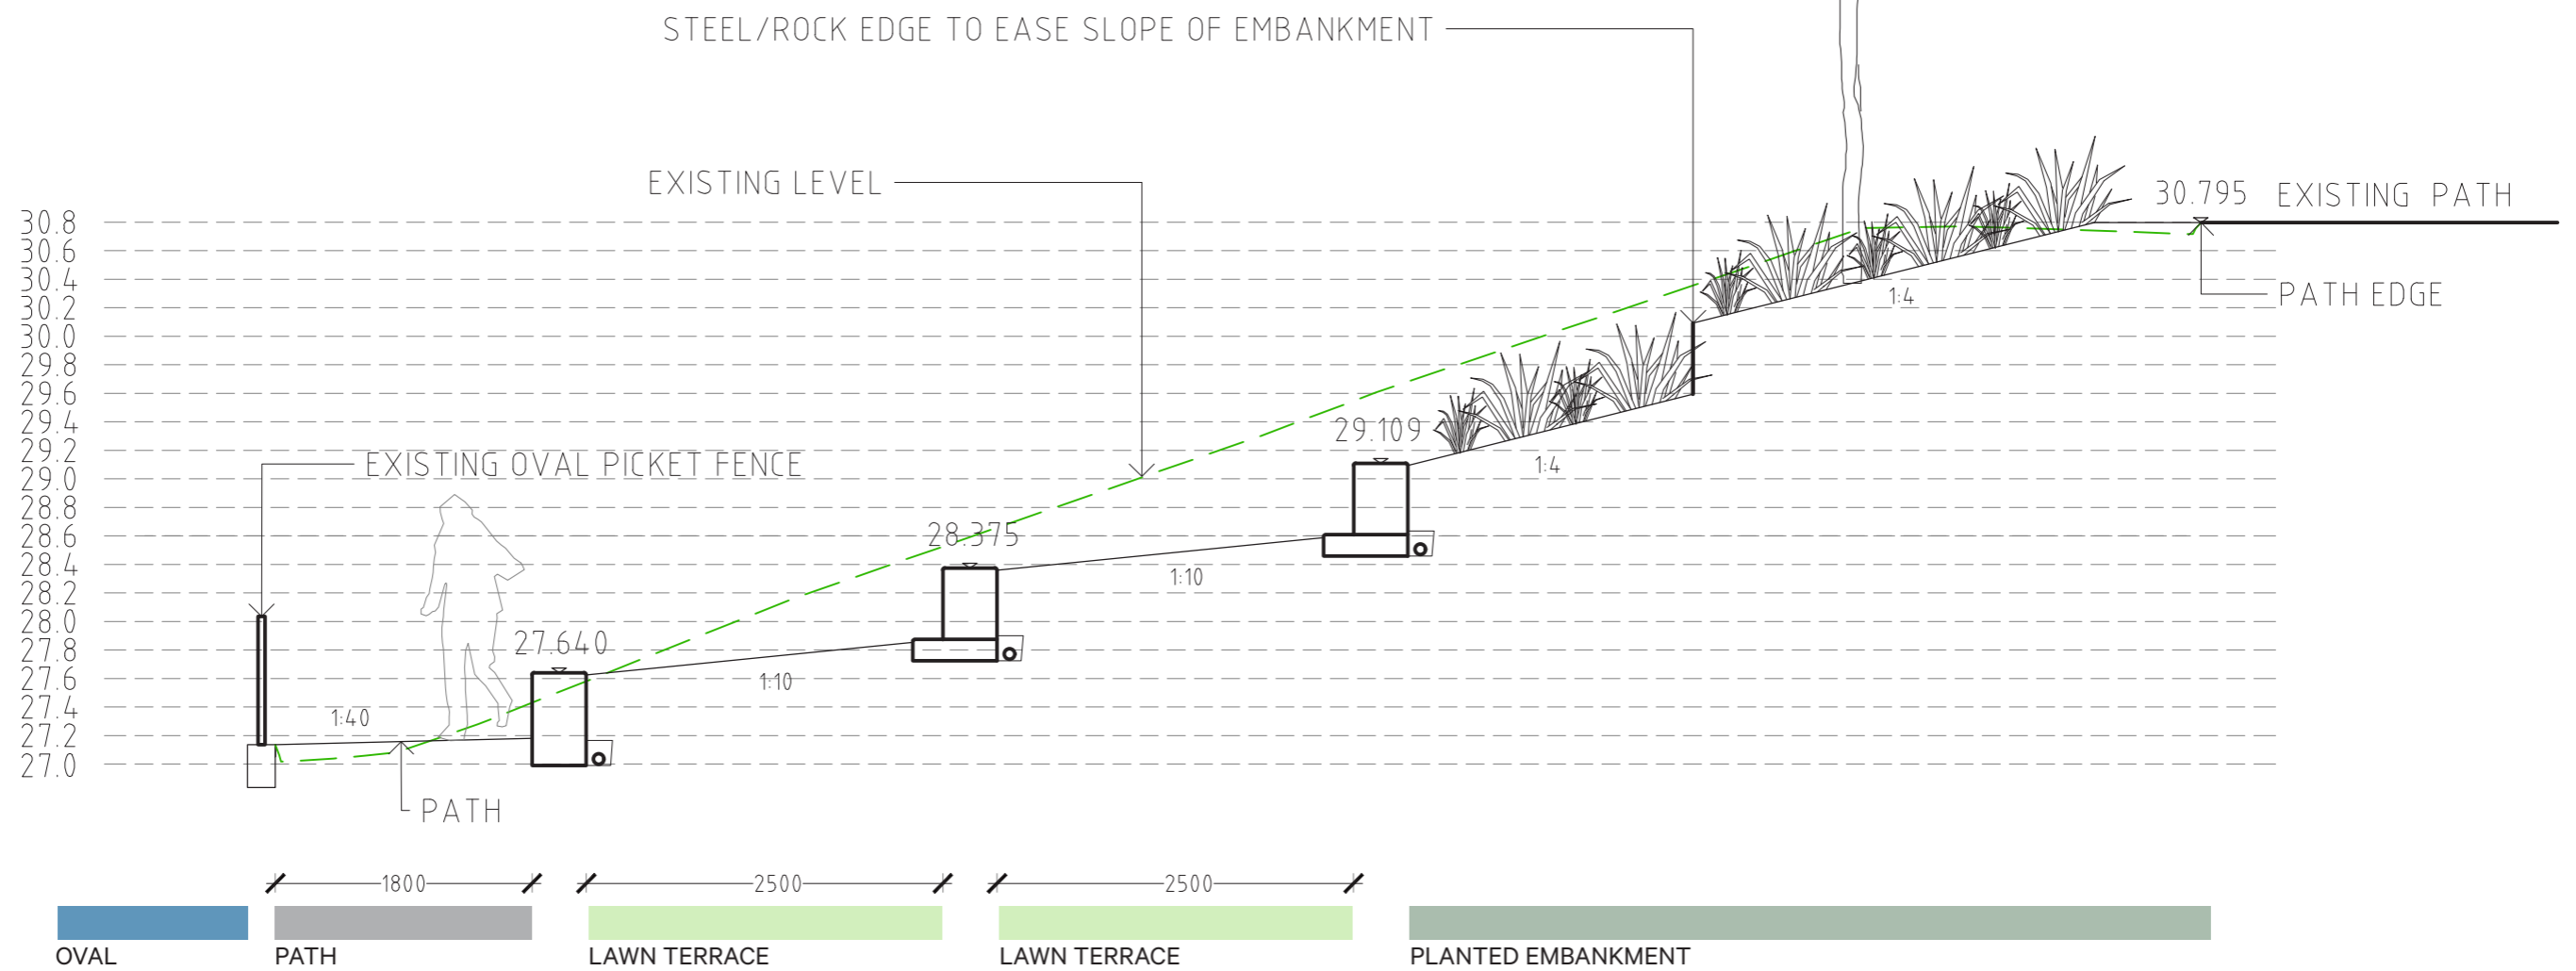 STEEL/ROCK EDGE TO EASE SLOPE OF EMBANKMENT
EXISTING LEVEL
30.795 EXISTING PATH
30.8
30.6
30.4
30.2
30.0
29.8
29.6
29.4
29.2
29.0
28.8
28.6
28.4
28.2
28.0
27.8
27.6
27.4
27.2
27.0
1:4
PATH EDGE
29.109
EXISTING OVAL PICKET FENCE
1:4
28.375
1:10
27.640
1:10
1:40
PATH
1800
2500
2500
OVAL
PATH
LAWN TERRACE
LAWN TERRACE
PLANTED EMBANKMENT